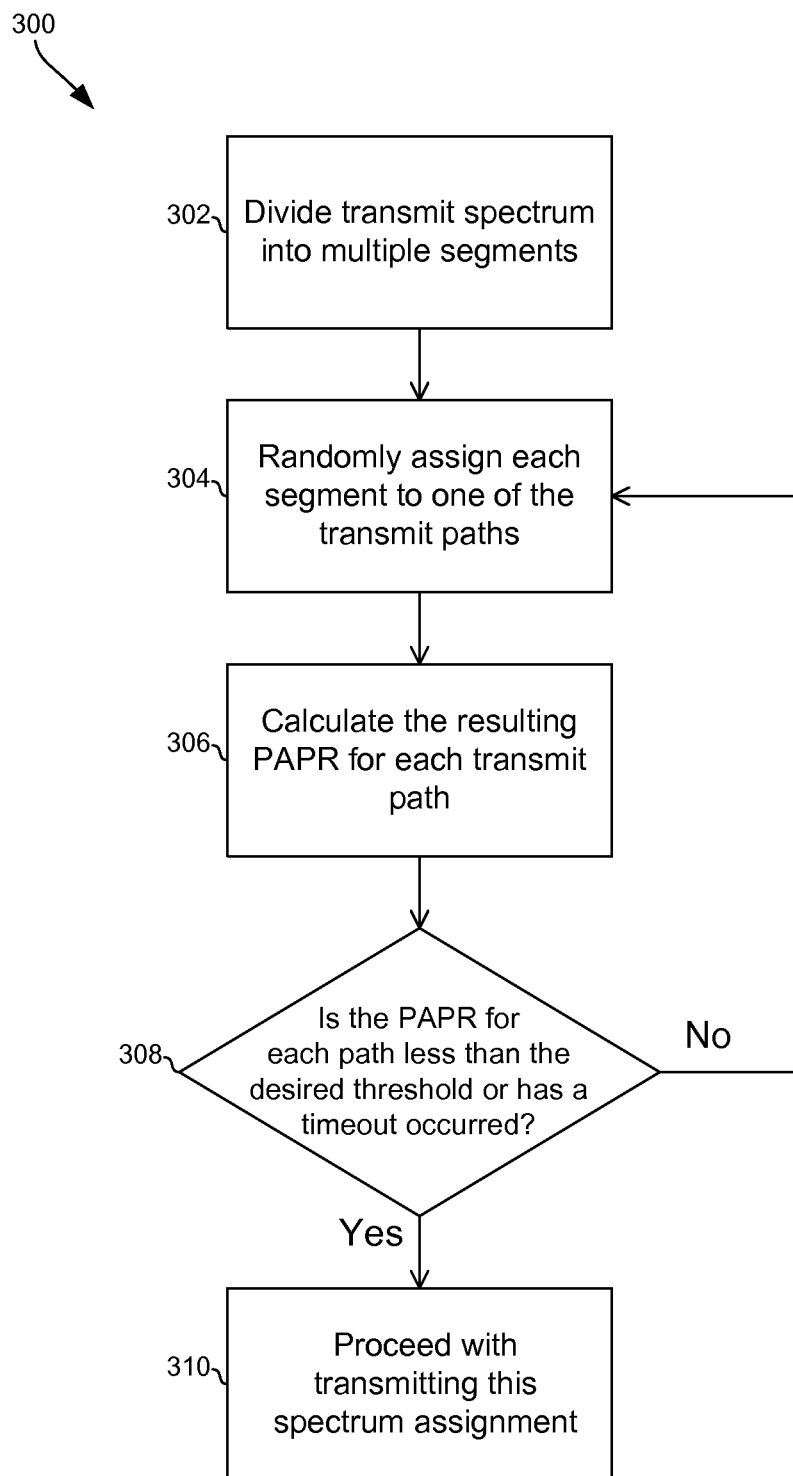 300
302
Divide transmit spectrum
into multiple segments
304
Randomly assign each
segment to one of the
transmit paths
306
Calculate the resulting
PAPR for each transmit
path
308
Is the PAPR for
each path less than the
desired threshold or has a
timeout occurred?
No
Yes
310
Proceed with
transmitting this
spectrum assignment